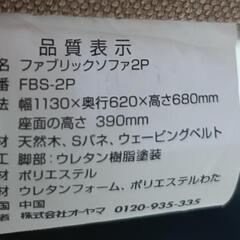 品質表示
名 ファブリックソファ2P
番 FBS-2P
法 幅1130×奥行620×高さ680mm
座面の高さ 390mm
材 天然木、Sバネ、ウェービングベルト
工 脚部:ウレタン樹脂塗装
材 ポリエステル
材 ウレタンフォーム、ポリエステルわた
国
者 株式会社オーヤマ 0120-935-335